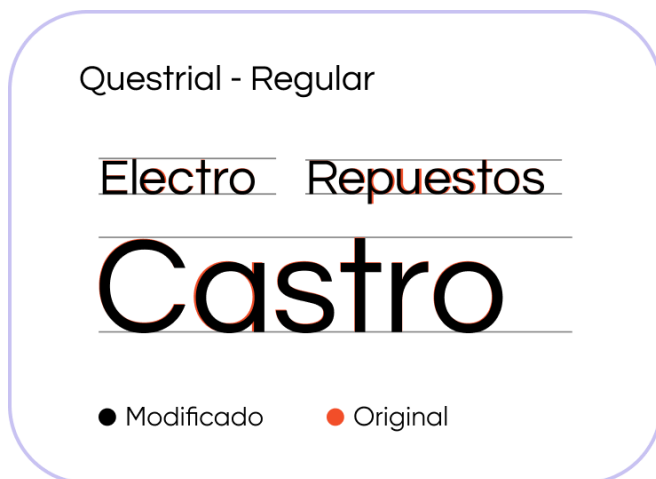 Questrial - Regular
Electro Repuestos
Castro
Modificado Original